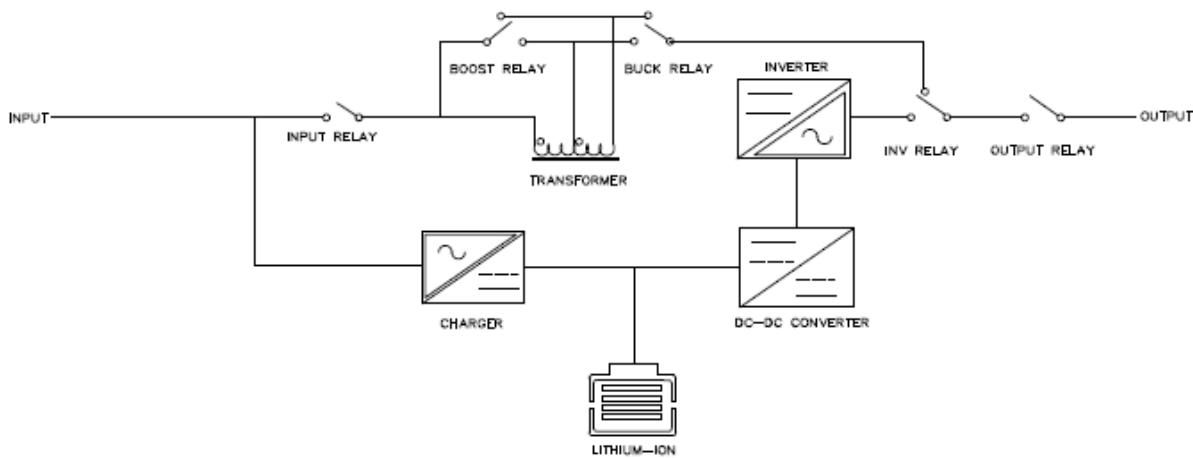 BOOST RELAY
BUCK RELAY
INVERTER
INPUT
INPUT RELAY
OUTPUT
INV RELAY
OUTPUT RELAY
TRANSFORMER
CHARGER
DC-DC CONVERTER
LITHIUM-ION